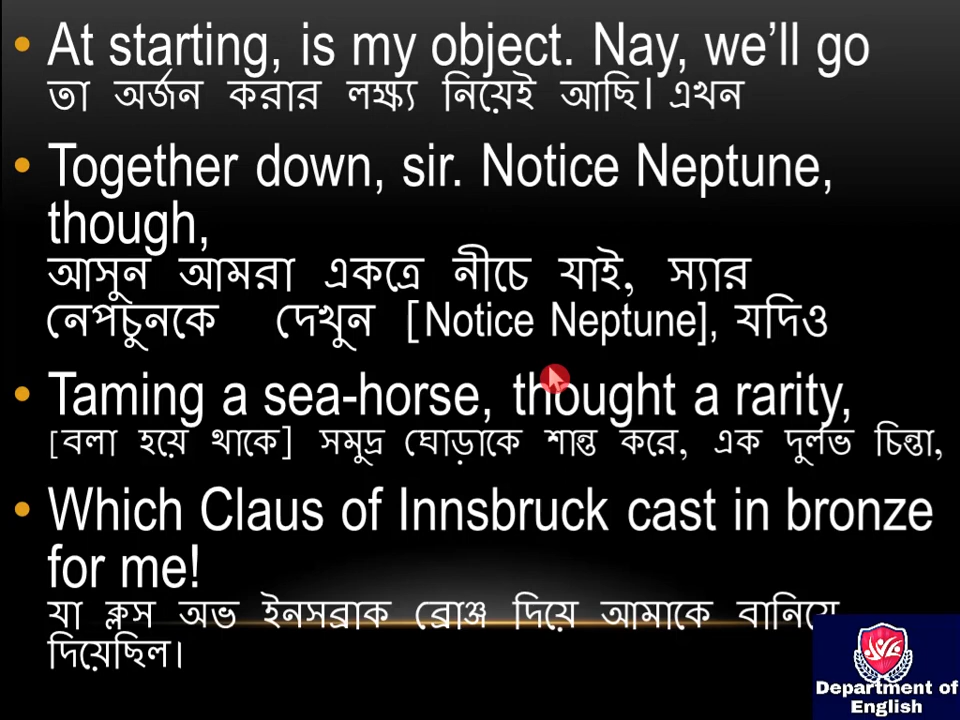 • At starting, is my object. Nay, we'll go
তা অর্জন করার লক্ষ্য নিয়েই আছি। এখন
• Together down, sir. Notice Neptune,
though,
আসুন আমরা একত্রে নীচে যাই, স্যার
নেপচুনকে দেখুন [Notice Neptune], যদিও
• Taming a sea-horse, thought a rarity,
[বলা হয়ে থাকে] সমুদ্র ঘোড়াকে শান্ত করে, এক দুর্লভ চিন্তা,
• Which Claus of Innsbruck cast in bronze
for me!
যা ক্লস অভ ইনসব্রাক ব্রোঞ্জ দিয়ে আমাকে বানিয়ে
দিয়েছিল।
Department of
English